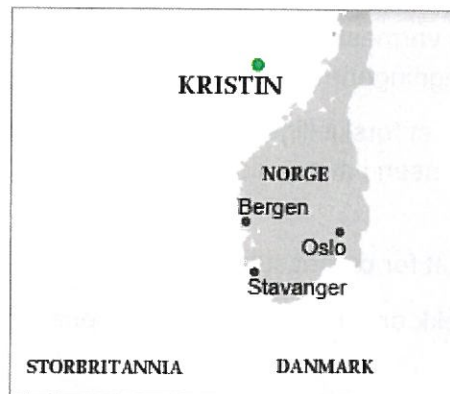 KRISTIN
NORGE
Bergen
Oslo
Stavanger
STORBRITANNIA
DANMARK